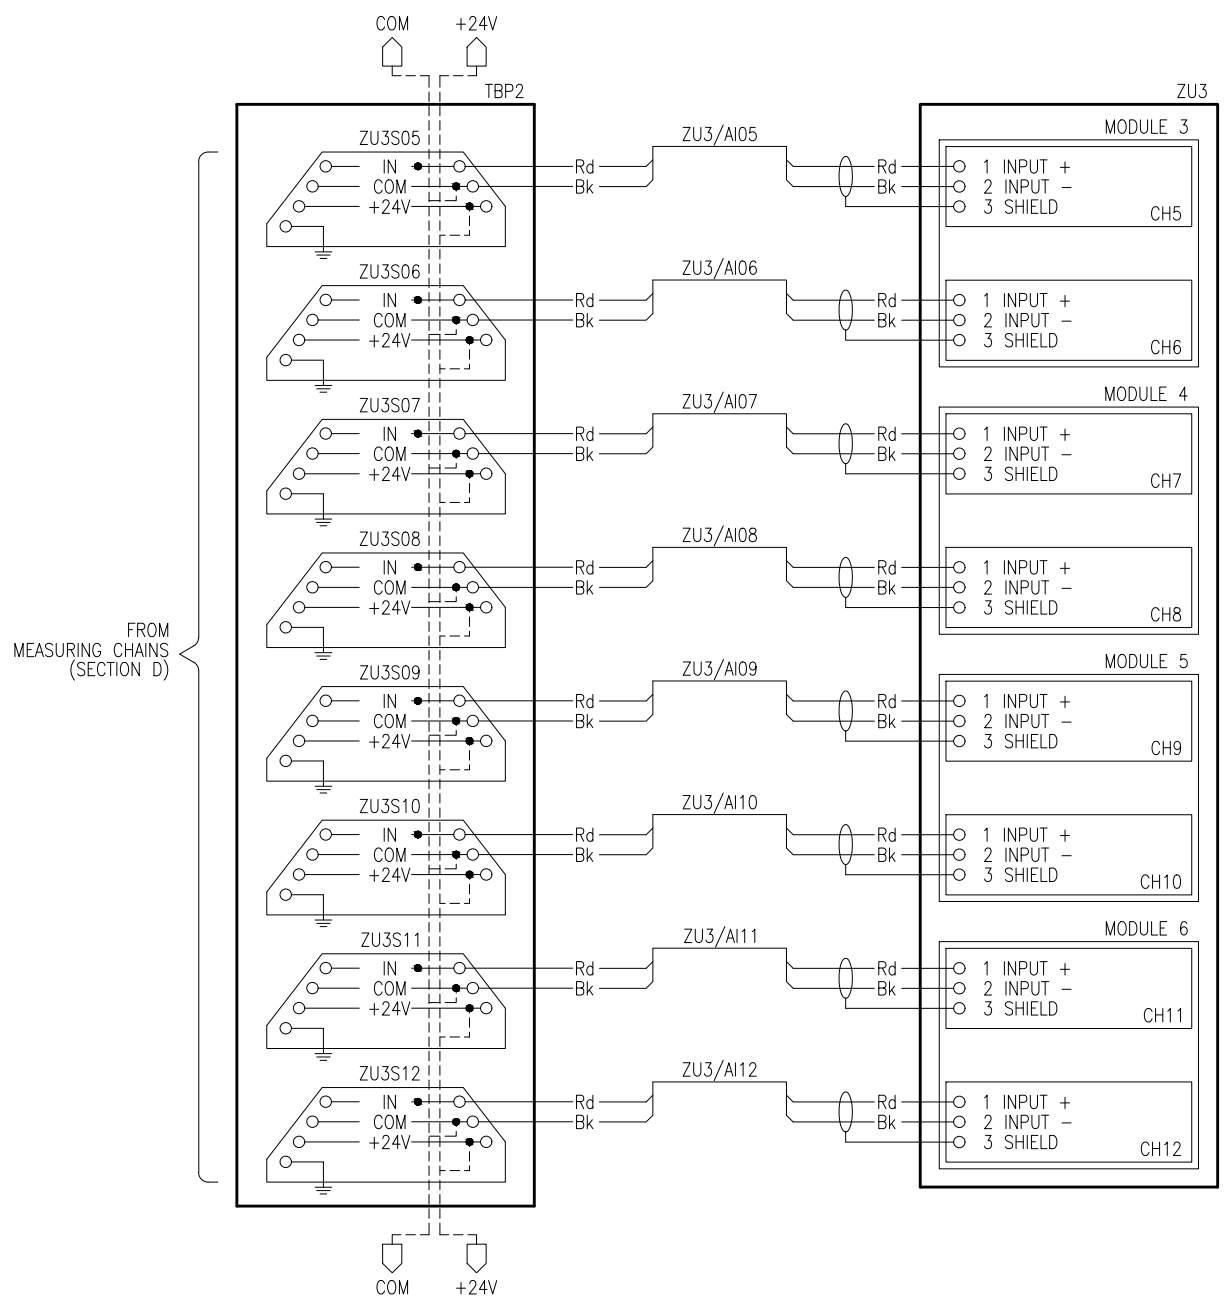 COM +24V
TBP2 ZU3
ZU3S05 ZU3/AI05 MODULE 3
IN Rd Rd 1 INPUT +
COM Bk Bk 2 INPUT −
+24V 3 SHIELD
CH5
ZU3S06 ZU3/AI06
IN Rd Rd 1 INPUT +
COM Bk Bk 2 INPUT −
+24V 3 SHIELD
CH6
ZU3S07 ZU3/AI07 MODULE 4
IN Rd Rd 1 INPUT +
COM Bk Bk 2 INPUT −
+24V 3 SHIELD
CH7
ZU3S08 ZU3/AI08
IN Rd Rd 1 INPUT +
COM Bk Bk 2 INPUT −
+24V 3 SHIELD
CH8
FROM
MEASURING CHAINS
(SECTION D)
ZU3S09 ZU3/AI09 MODULE 5
IN Rd Rd 1 INPUT +
COM Bk Bk 2 INPUT −
+24V 3 SHIELD
CH9
ZU3S10 ZU3/AI10
IN Rd Rd 1 INPUT +
COM Bk Bk 2 INPUT −
+24V 3 SHIELD
CH10
ZU3S11 ZU3/AI11 MODULE 6
IN Rd Rd 1 INPUT +
COM Bk Bk 2 INPUT −
+24V 3 SHIELD
CH11
ZU3S12 ZU3/AI12
IN Rd Rd 1 INPUT +
COM Bk Bk 2 INPUT −
+24V 3 SHIELD
CH12
COM +24V